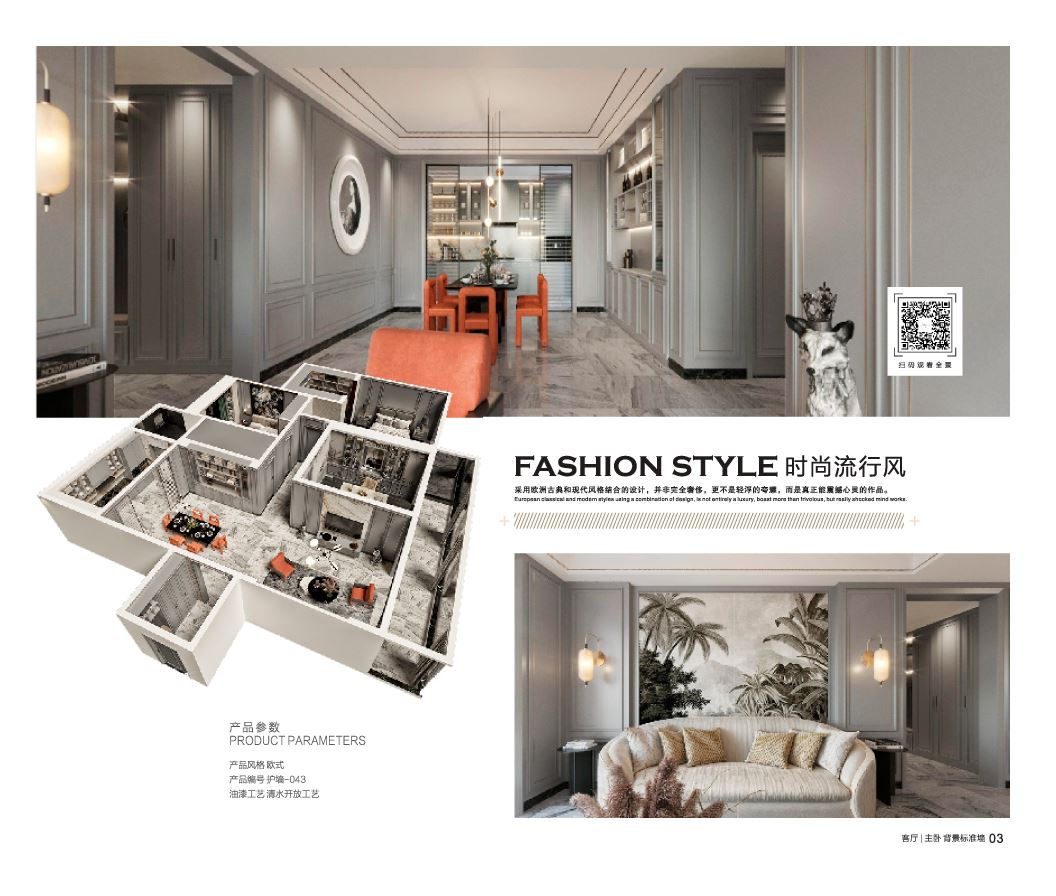 扫码观看全景
FASHION STYLE 时尚流行风
采用欧洲古典和现代风格结合的设计，并非完全奢侈，更不是轻浮的夸耀，而是真正能震撼心灵的作品。
European classical and modern styles using a combination of design, is not entirely a luxury, boast more than frivolous, but really shocked mind works.
产品参数
PRODUCT PARAMETERS
产品风格 欧式
产品编号 护墙-043
油漆工艺 清水开放工艺
客厅 | 主卧 背景标准墙 03